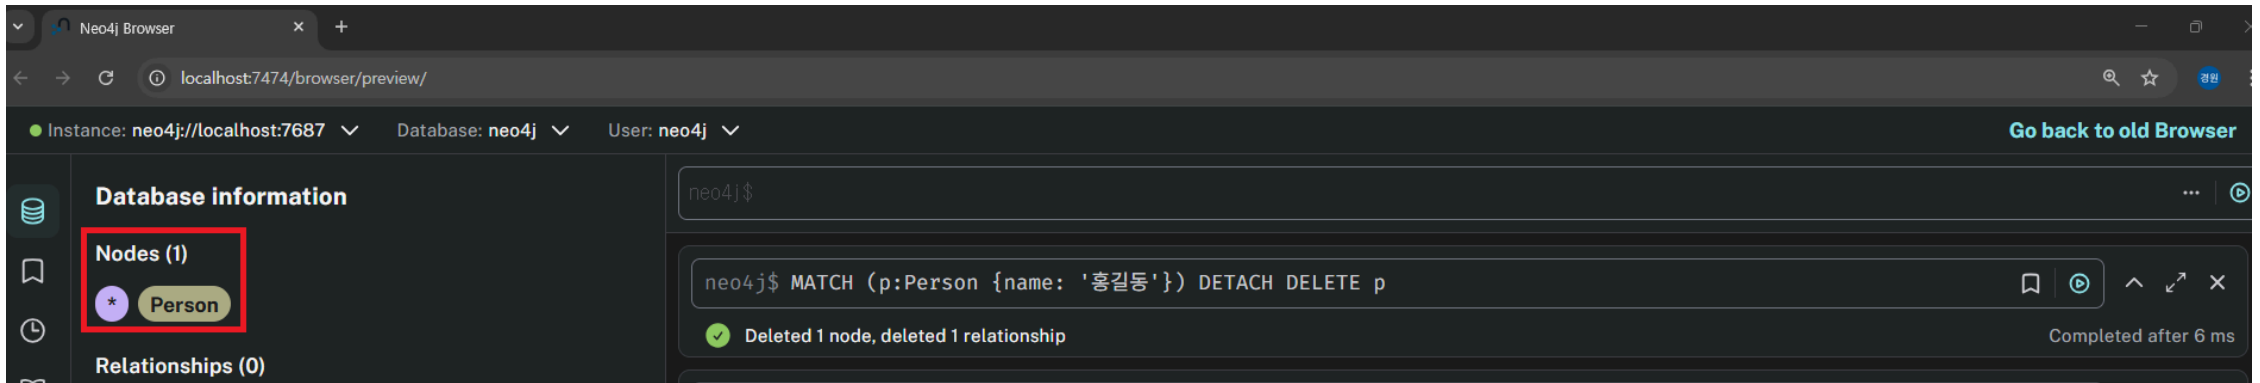 Neo4j Browser
localhost:7474/browser/preview/
경원
Instance: neo4j://localhost:7687 Database: neo4j User: neo4j Go back to old Browser
Database information
neo4j$
Nodes (1)
* Person
neo4j$ MATCH (p:Person {name: '홍길동'}) DETACH DELETE p
Deleted 1 node, deleted 1 relationship
Completed after 6 ms
Relationships (0)